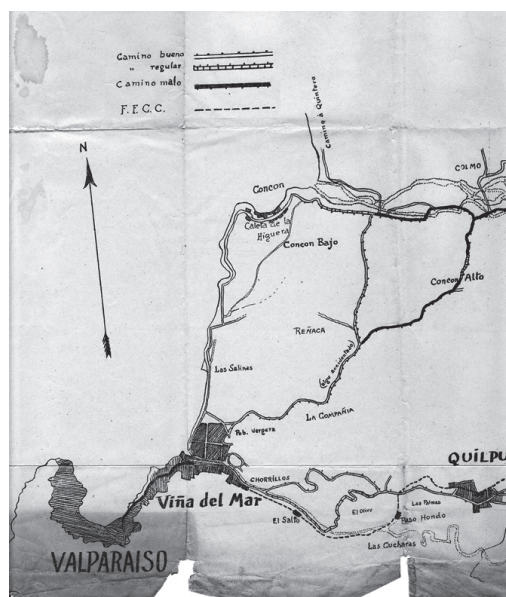 Camino bueno
" regular
Camino malo
F.E.C.C.
N
Camino á Quintero
COLMO
Concon
Caleta de la
Higuera
Concon Bajo
Concon Alto
REÑACA
(algo accidentado)
Las Salinas
LA COMPAÑIA
Pob. Vergara
QUILPU
CHORRILLOS
Viña del Mar
Las Palmas
El Olivo
El Salto
Paso Hondo
Las Cucharas
VALPARAISO